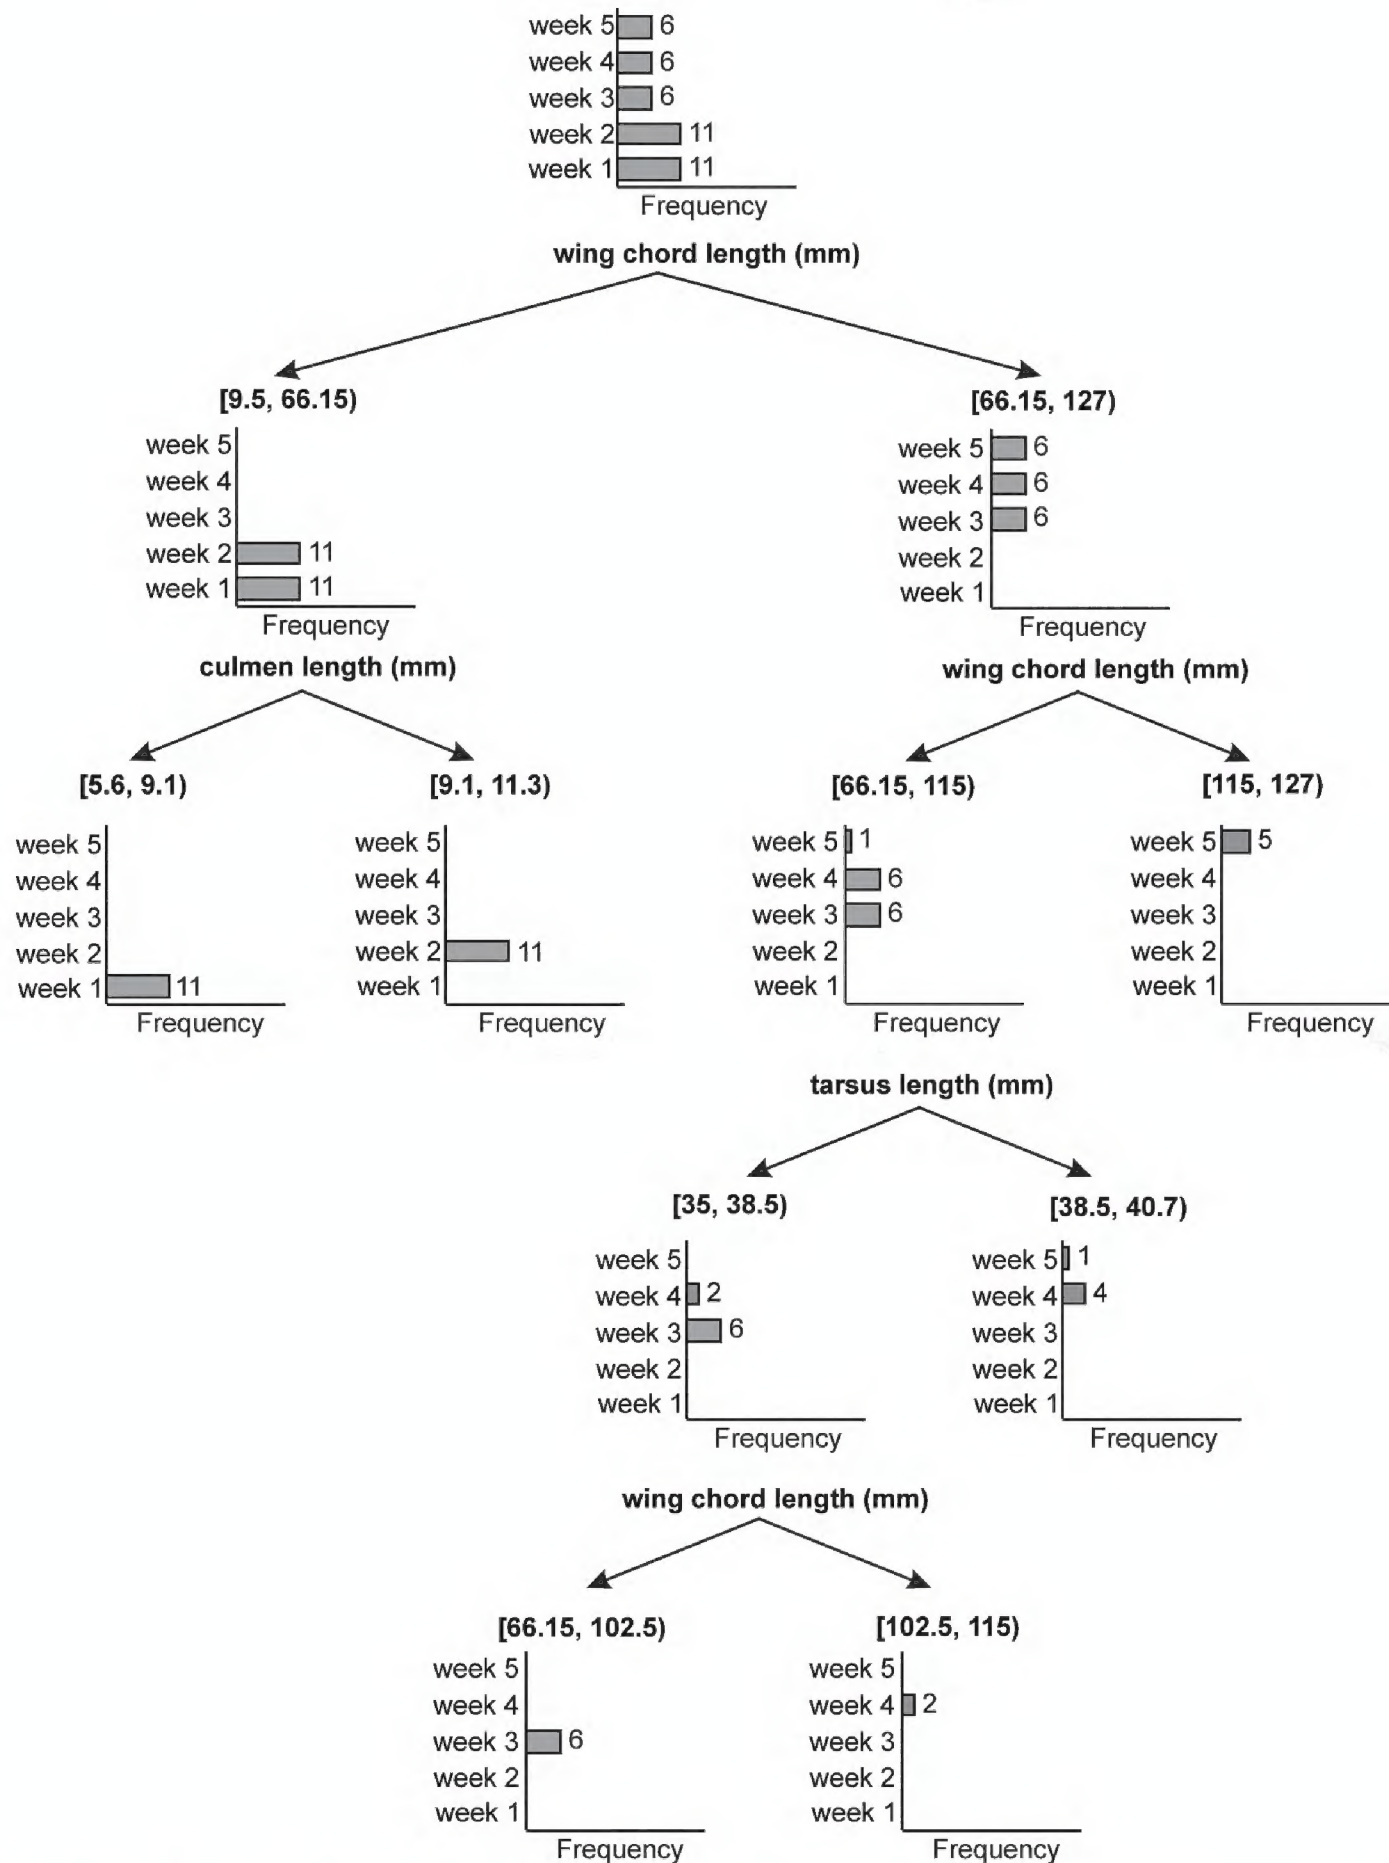 week 5 6
week 4 6
week 3 6
week 2 11
week 1 11
Frequency
wing chord length (mm)
[9.5, 66.15)
week 5
week 4
week 3
week 2 11
week 1 11
Frequency
[66.15, 127)
week 5 6
week 4 6
week 3 6
week 2
week 1
Frequency
culmen length (mm)
wing chord length (mm)
[5.6, 9.1)
week 5
week 4
week 3
week 2
week 1 11
Frequency
[9.1, 11.3)
week 5
week 4
week 3
week 2 11
week 1
Frequency
[66.15, 115)
week 5 1
week 4 6
week 3 6
week 2
week 1
Frequency
[115, 127)
week 5 5
week 4
week 3
week 2
week 1
Frequency
tarsus length (mm)
[35, 38.5)
week 5
week 4 2
week 3 6
week 2
week 1
Frequency
[38.5, 40.7)
week 5 1
week 4 4
week 3
week 2
week 1
Frequency
wing chord length (mm)
[66.15, 102.5)
week 5
week 4
week 3 6
week 2
week 1
Frequency
[102.5, 115)
week 5
week 4 2
week 3
week 2
week 1
Frequency